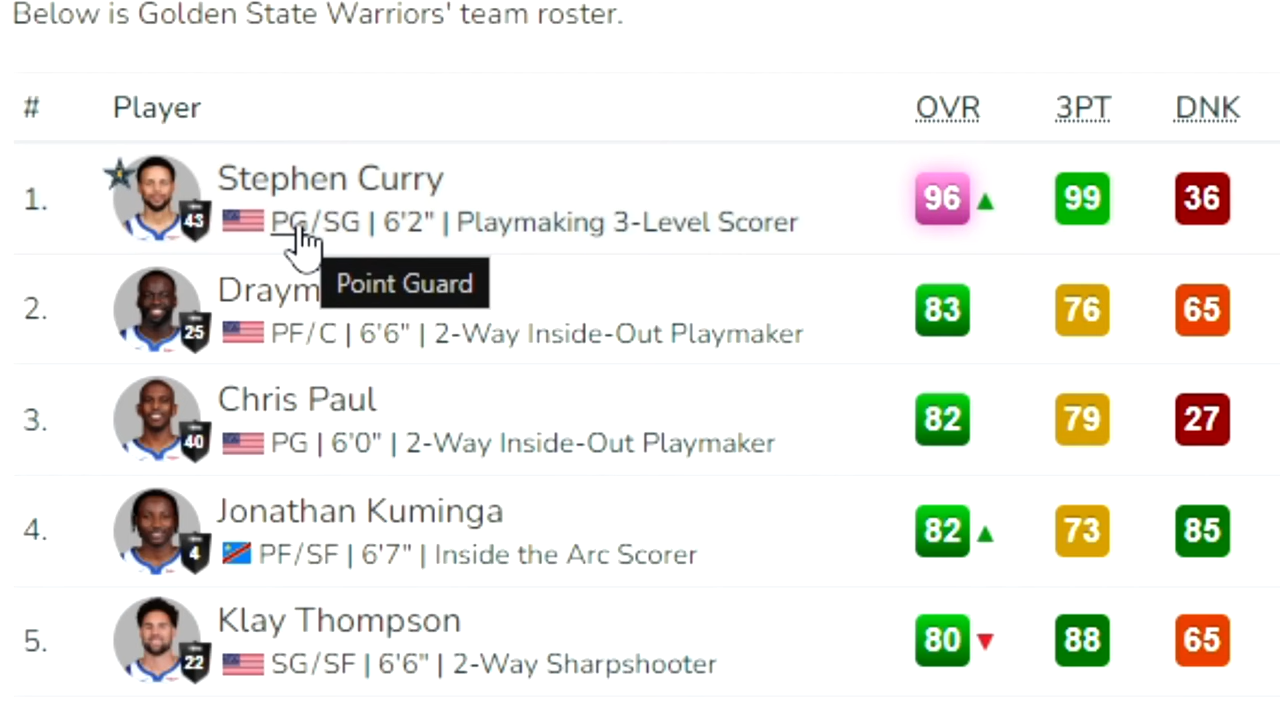 Below is Golden State Warriors' team roster.
# Player OVR 3PT DNK
1. Stephen Curry 96 ▲ 99 36
43 PG/SG | 6'2" | Playmaking 3-Level Scorer
Point Guard
2. Draym 83 76 65
25 PF/C | 6'6" | 2-Way Inside-Out Playmaker
3. Chris Paul 82 79 27
40 PG | 6'0" | 2-Way Inside-Out Playmaker
4. Jonathan Kuminga 82 ▲ 73 85
4 PF/SF | 6'7" | Inside the Arc Scorer
5. Klay Thompson 80 ▼ 88 65
22 SG/SF | 6'6" | 2-Way Sharpshooter